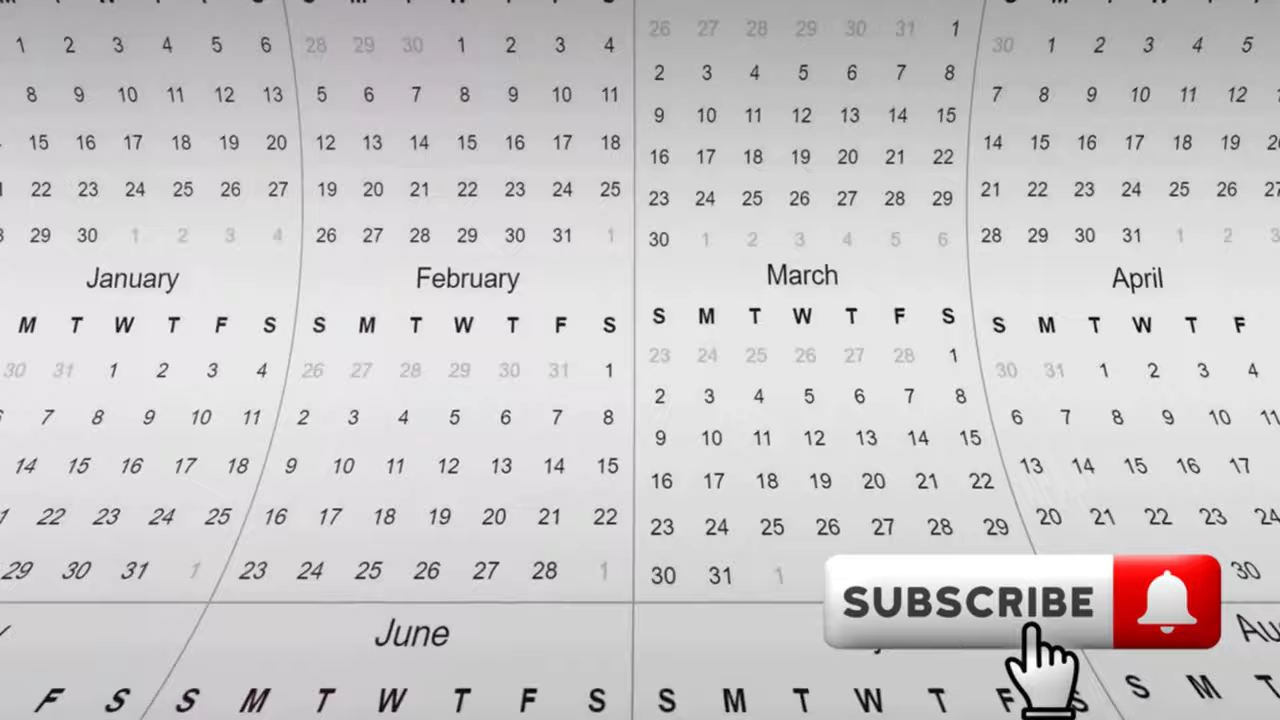 1 2 3 4 5 6
8 9 10 11 12 13
15 16 17 18 19 20
22 23 24 25 26 27
29 30 1 2 3 4
28 29 30 1 2 3 4
5 6 7 8 9 10 11
12 13 14 15 16 17 18
19 20 21 22 23 24 25
26 27 28 29 30 31 1
26 27 28 29 30 31 1
2 3 4 5 6 7 8
9 10 11 12 13 14 15
16 17 18 19 20 21 22
23 24 25 26 27 28 29
30 1 2 3 4 5 6
30 1 2 3 4 5
7 8 9 10 11 12
14 15 16 17 18 19
21 22 23 24 25 26 27
28 29 30 31 1 2 3
January
M T W T F S
30 31 1 2 3 4
7 8 9 10 11
14 15 16 17 18
22 23 24 25
29 30 31 1
February
S M T W T F S
26 27 28 29 30 31 1
2 3 4 5 6 7 8
9 10 11 12 13 14 15
16 17 18 19 20 21 22
23 24 25 26 27 28 1
March
S M T W T F S
23 24 25 26 27 28 1
2 3 4 5 6 7 8
9 10 11 12 13 14 15
16 17 18 19 20 21 22
23 24 25 26 27 28 29
30 31 1
April
S M T W T F
30 31 1 2 3 4
6 7 8 9 10 11
13 14 15 16 17
20 21 22 23 24
30
SUBSCRIBE
F S
June
S M T W T F S
S M T W T F S
S M T